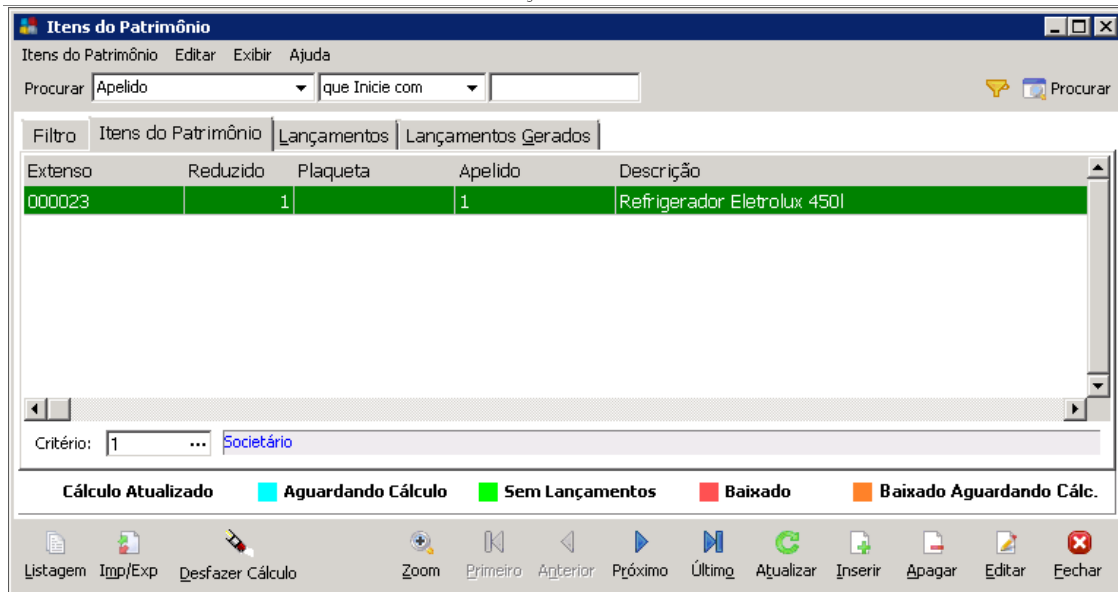 Itens do Patrimônio
Itens do Patrimônio Editar Exibir Ajuda
Procurar Apelido que Inicie com Procurar
Filtro Itens do Patrimônio Lançamentos Lançamentos Gerados
Extenso Reduzido Plaqueta Apelido Descrição
000023 1 1 Refrigerador Eletrolux 450l
Critério: 1 ... Societário
Cálculo Atualizado Aguardando Cálculo Sem Lançamentos Baixado Baixado Aguardando Cálc.
Listagem Imp/Exp Desfazer Cálculo Zoom Primeiro Anterior Próximo Último Atualizar Inserir Apagar Editar Fechar